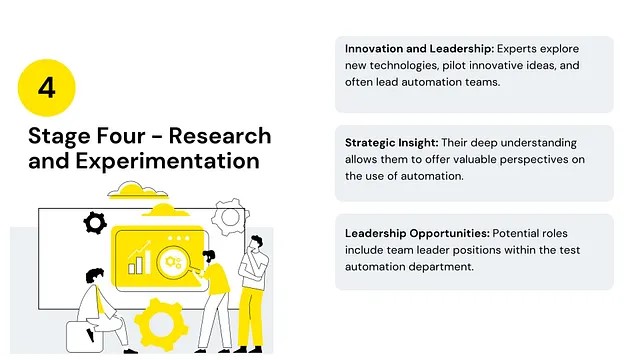 4
Stage Four – Research
and Experimentation
Innovation and Leadership: Experts explore
new technologies, pilot innovative ideas, and
often lead automation teams.
Strategic Insight: Their deep understanding
allows them to offer valuable perspectives on
the use of automation.
Leadership Opportunities: Potential roles
include team leader positions within the test
automation department.